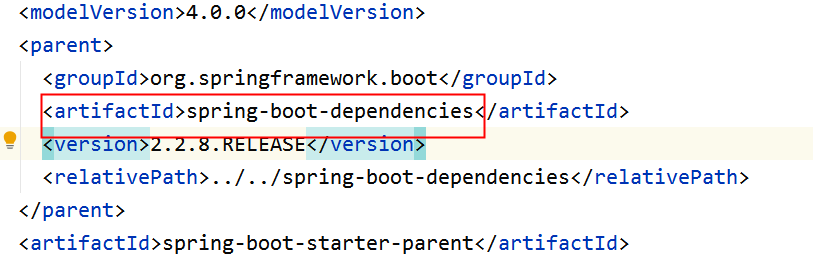 <modelVersion>4.0.0</modelVersion>
<parent>
<groupId>org.springframework.boot</groupId>
<artifactId>spring-boot-dependencies</artifactId>
<version>2.2.8.RELEASE</version>
<relativePath>../../spring-boot-dependencies</relativePath>
</parent>
<artifactId>spring-boot-starter-parent</artifactId>